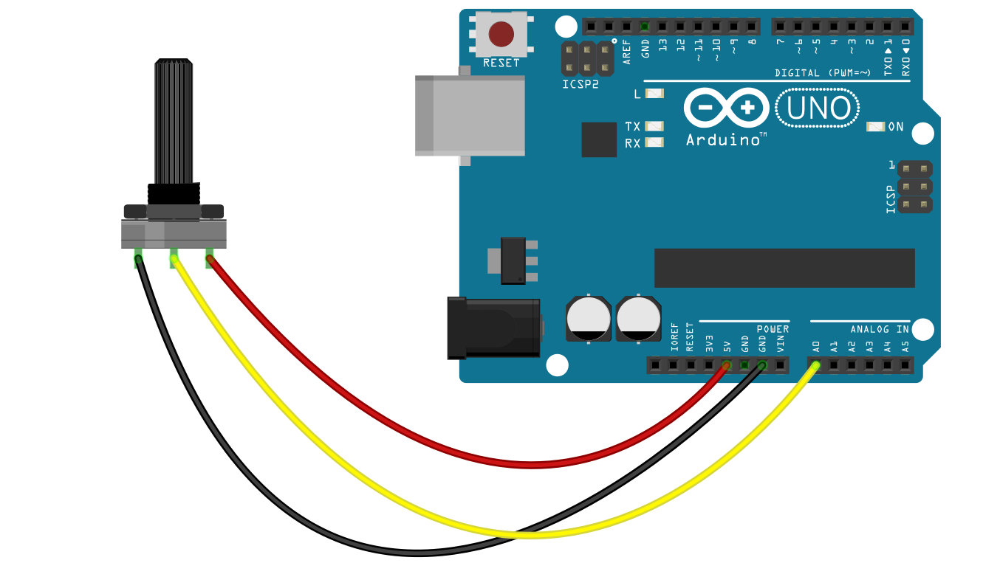 RESET
ICSP2
AREF
GND
13
12
~11
~10
~9
8
7
~6
~5
4
~3
2
TX0 ▶ 1
RX0 ◀ 0
DIGITAL (PWM=~)
L
TX
RX
UNO
Arduino™
ON
1
ICSP
POWER
ANALOG IN
IOREF
RESET
3V3
5V
GND
GND
VIN
A0
A1
A2
A3
A4
A5